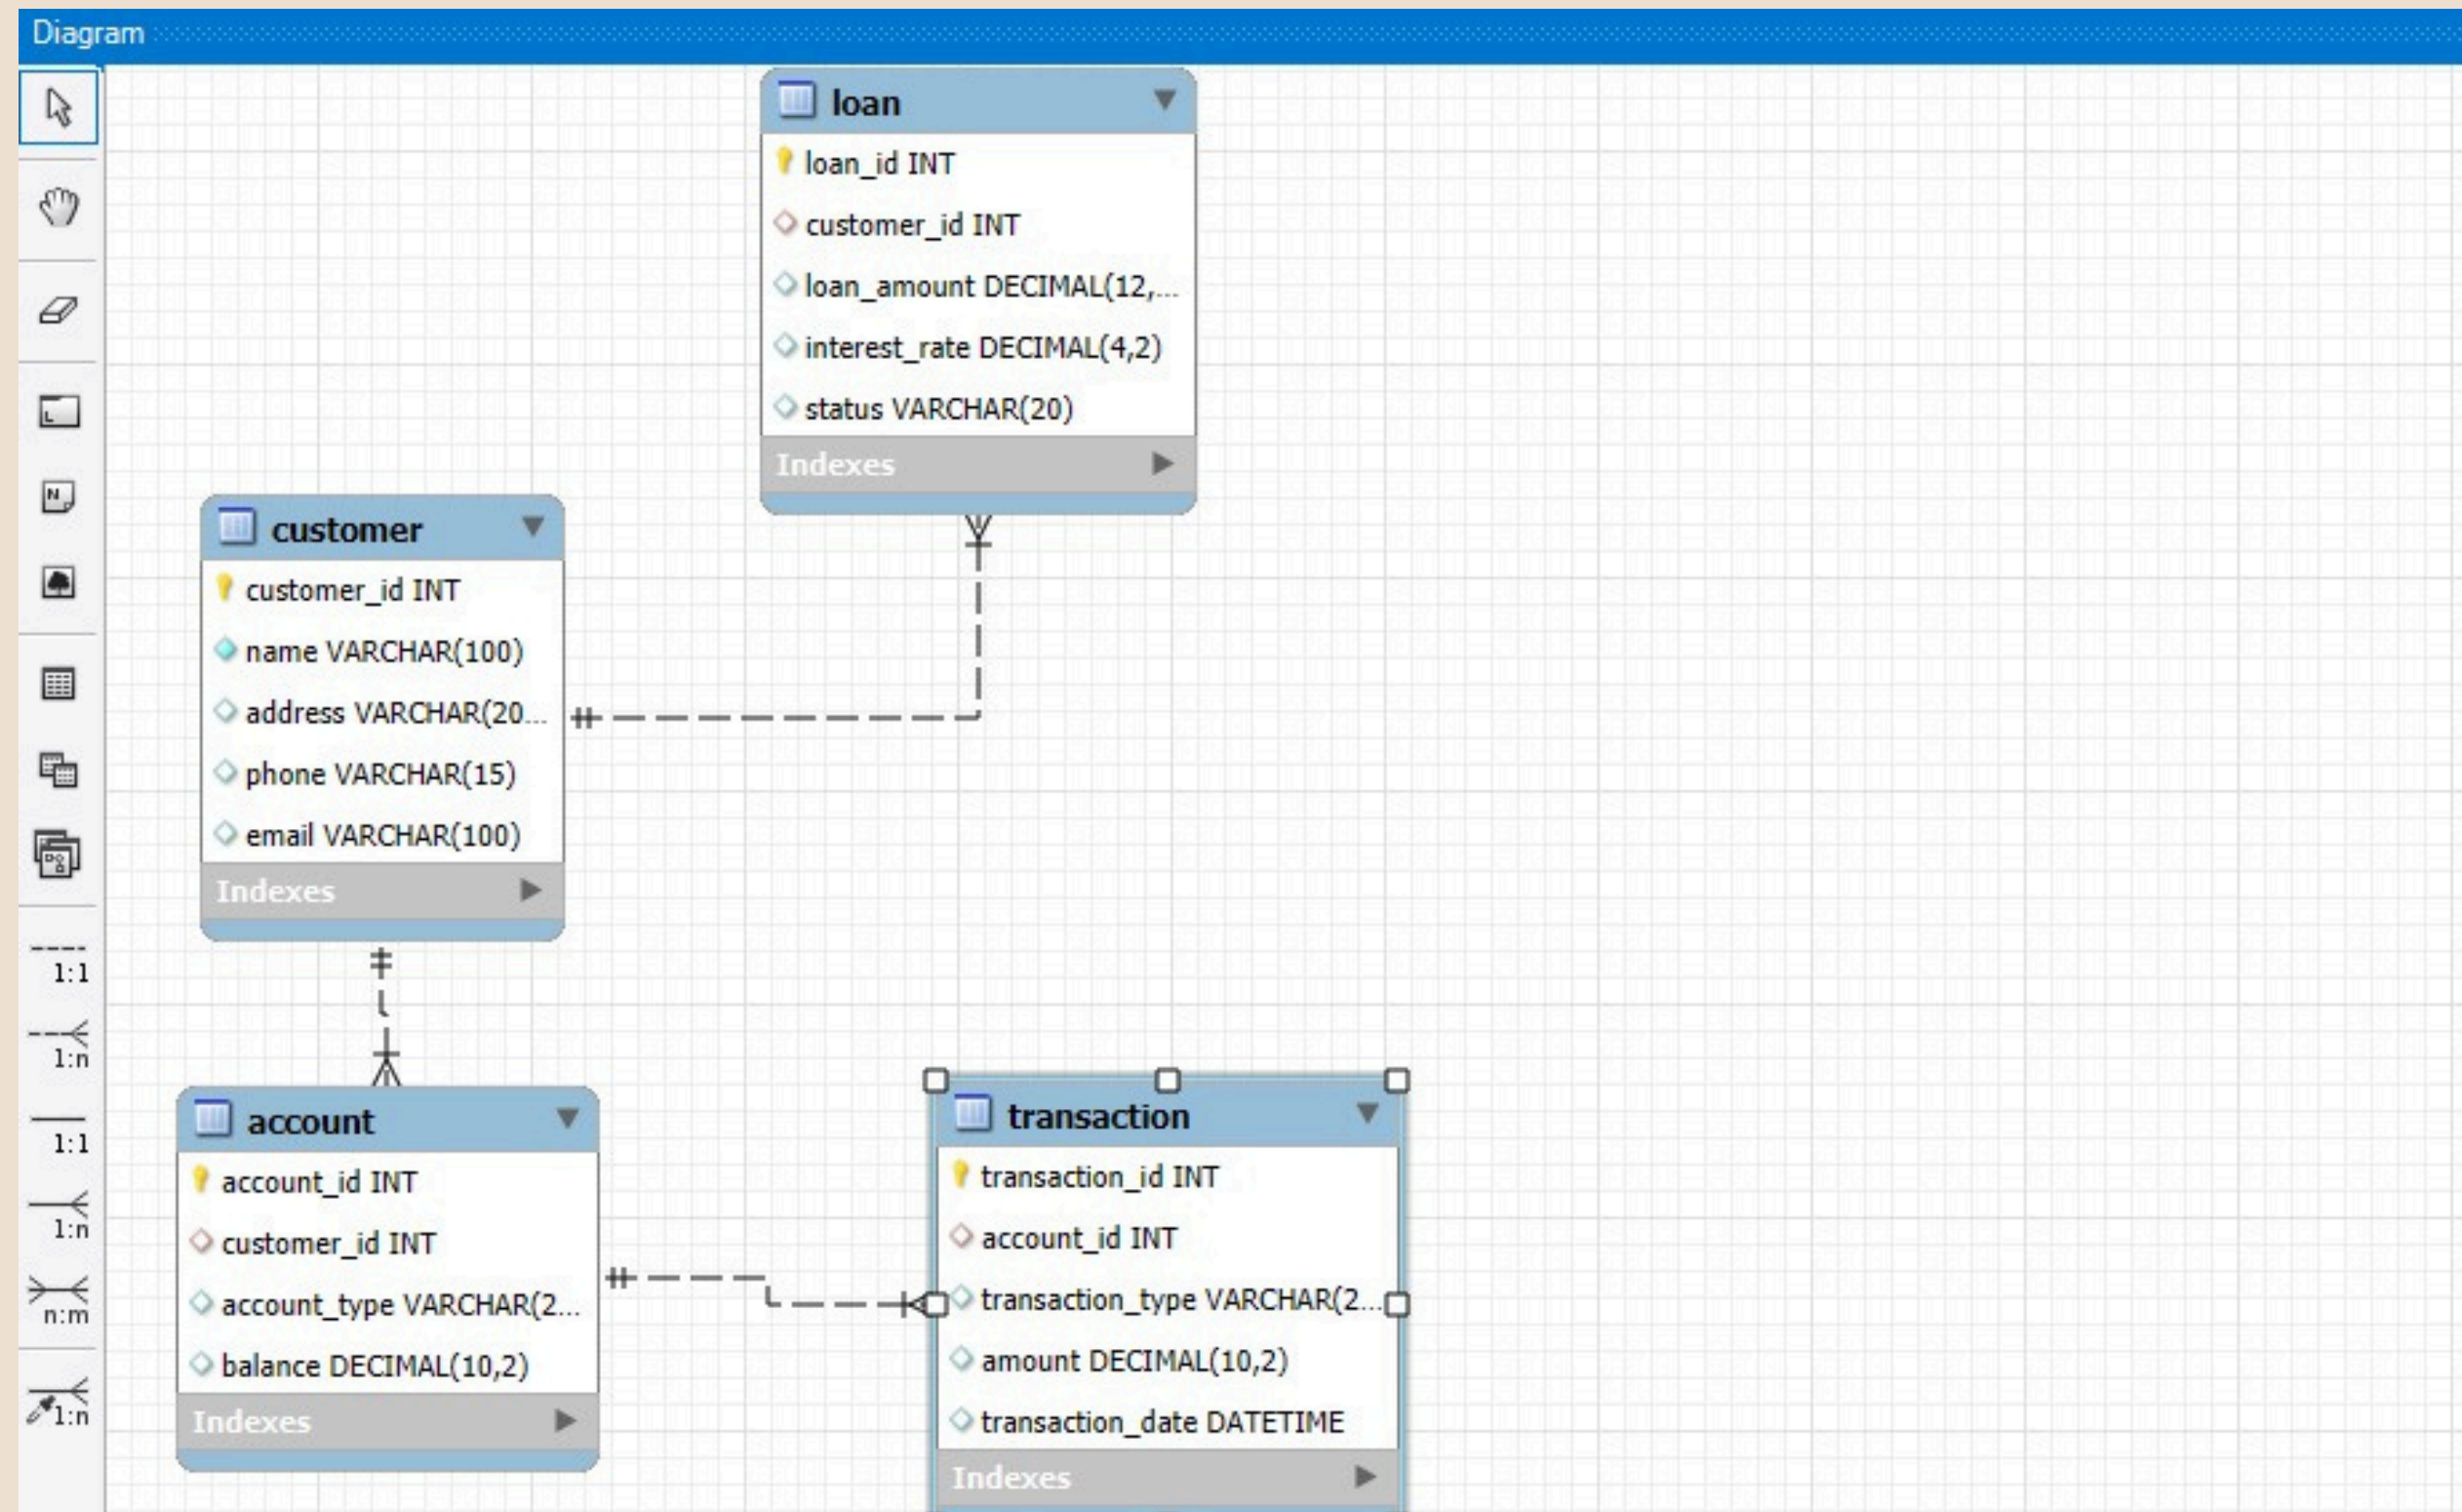 Diagram
loan
loan_id INT
customer_id INT
loan_amount DECIMAL(12,...
interest_rate DECIMAL(4,2)
status VARCHAR(20)
Indexes
customer
customer_id INT
name VARCHAR(100)
address VARCHAR(20...
phone VARCHAR(15)
email VARCHAR(100)
Indexes
account
account_id INT
customer_id INT
account_type VARCHAR(2...
balance DECIMAL(10,2)
Indexes
transaction
transaction_id INT
account_id INT
transaction_type VARCHAR(2...
amount DECIMAL(10,2)
transaction_date DATETIME
Indexes
L
N
1:1
1:n
1:1
1:n
n:m
1:n